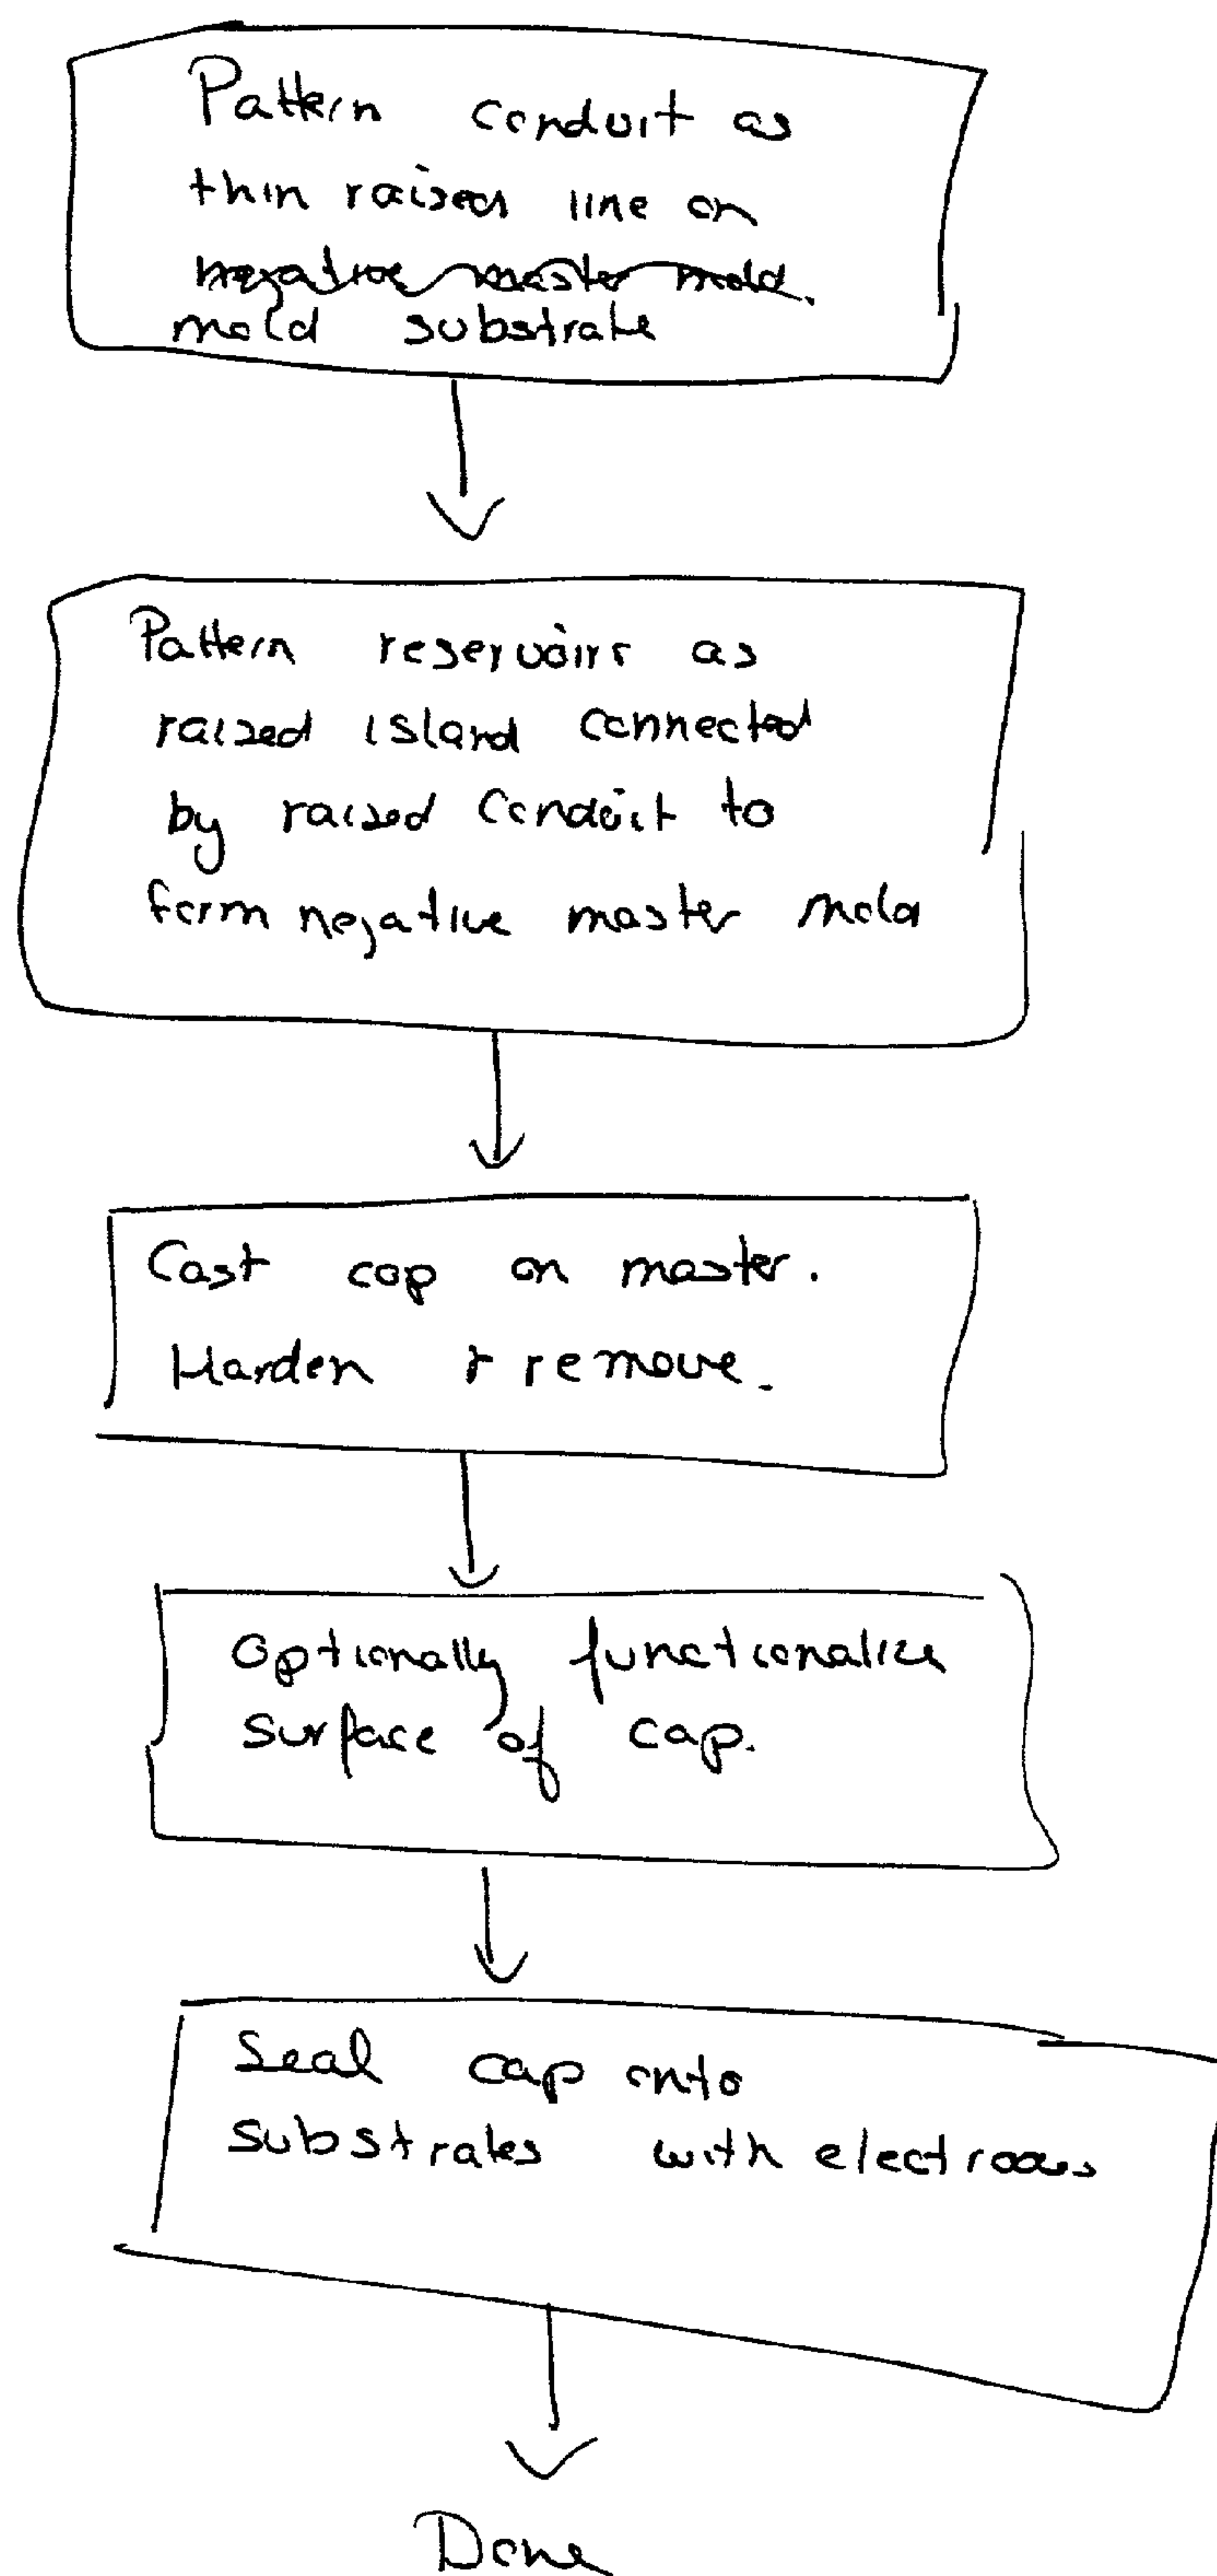 Pattern conduit as
thin raised line on
negative master mold.
mold substrate
Pattern reservoirs as
raised island connected
by raised conduit to
form negative master mold
Cast cap on master.
Harden & remove.
Optionally functionalize
surface of cap.
Seal cap onto
substrates with electrodes
Done